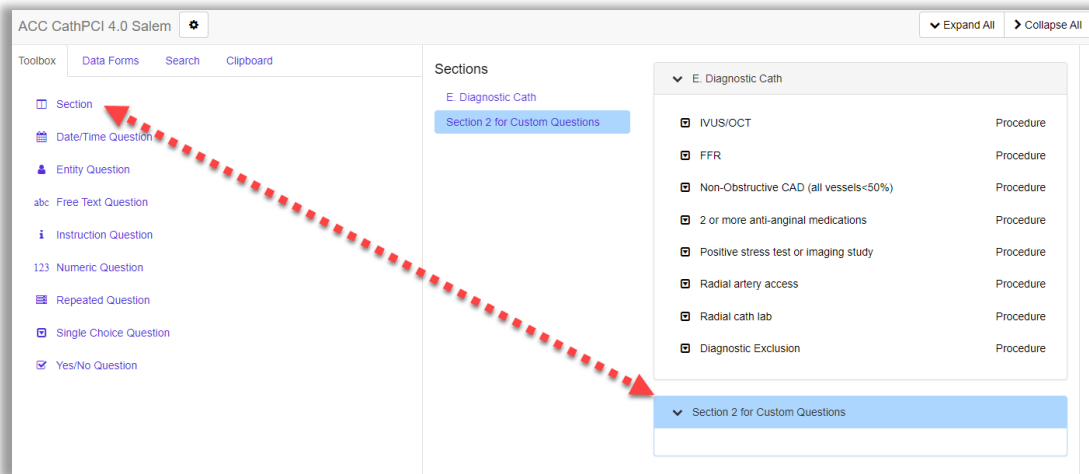 ACC CathPCI 4.0 Salem
Expand All
Collapse All
Toolbox
Data Forms
Search
Clipboard
Section
Date/Time Question
Entity Question
abc Free Text Question
i Instruction Question
123 Numeric Question
Repeated Question
Single Choice Question
Yes/No Question
Sections
E. Diagnostic Cath
Section 2 for Custom Questions
E. Diagnostic Cath
IVUS/OCT Procedure
FFR Procedure
Non-Obstructive CAD (all vessels<50%) Procedure
2 or more anti-anginal medications Procedure
Positive stress test or imaging study Procedure
Radial artery access Procedure
Radial cath lab Procedure
Diagnostic Exclusion Procedure
Section 2 for Custom Questions